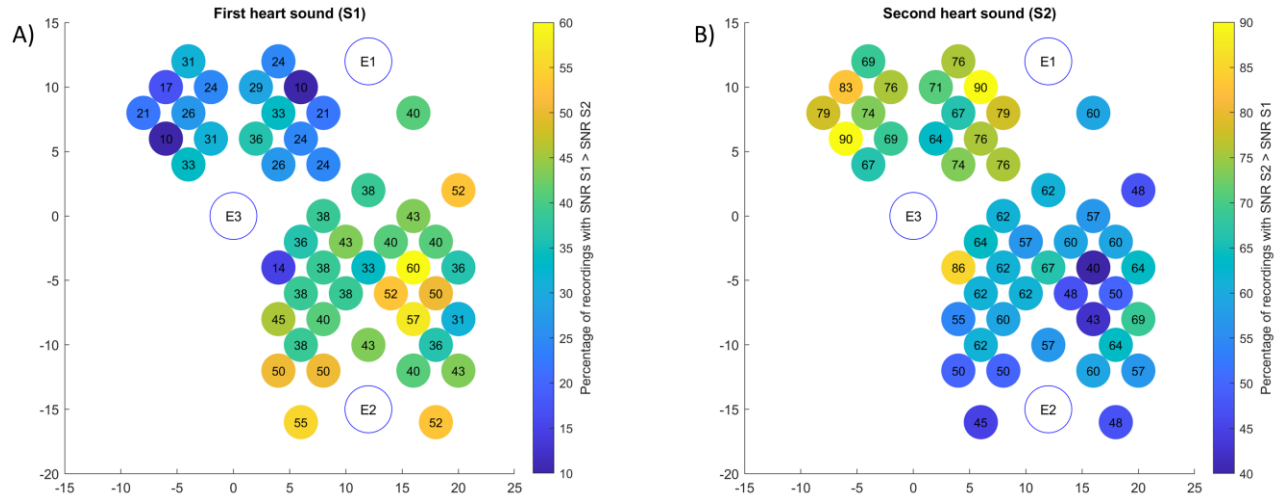 A)
First heart sound (S1)
15
10
5
0
-5
-10
-15
-20
31 24 E1
17 24 29 10
21 26 33 21 40
10 31 36 24
33 26 24
38 52
E3 38 43
36 43 40 40
14 38 33 60 36
38 38 52 50
45 40 57 31
38 43 36
50 50 40 43
E2
55 52
-15 -10 -5 0 5 10 15 20 25
60
55
50
45
40
35
30
25
20
15
10
Percentage of recordings with SNR S1 > SNR S2
B)
Second heart sound (S2)
15
10
5
0
-5
-10
-15
-20
69 76 E1
83 76 71 90
79 74 67 79 60
90 69 64 76
67 74 76
62 48
E3 62 57
64 57 60 60
86 62 67 40 64
62 62 48 50
55 60 43 69
62 57 64
50 50 60 57
E2
45 48
-15 -10 -5 0 5 10 15 20 25
90
85
80
75
70
65
60
55
50
45
40
Percentage of recordings with SNR S2 > SNR S1